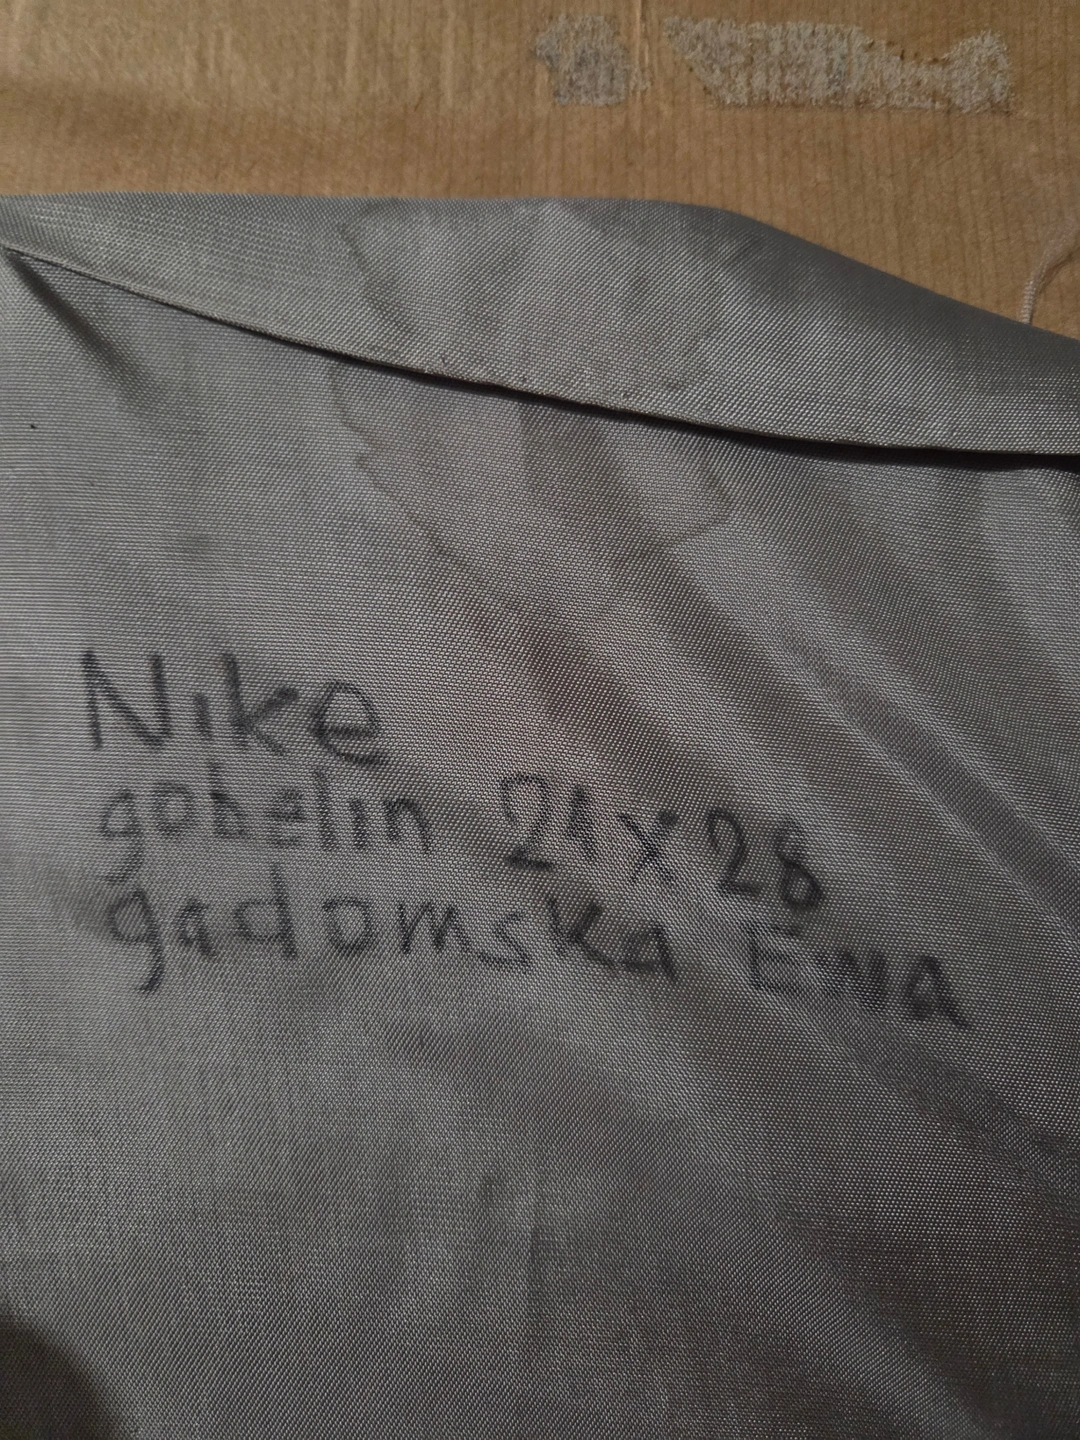 Nike
gobelin 21x28
gadomska Ewa